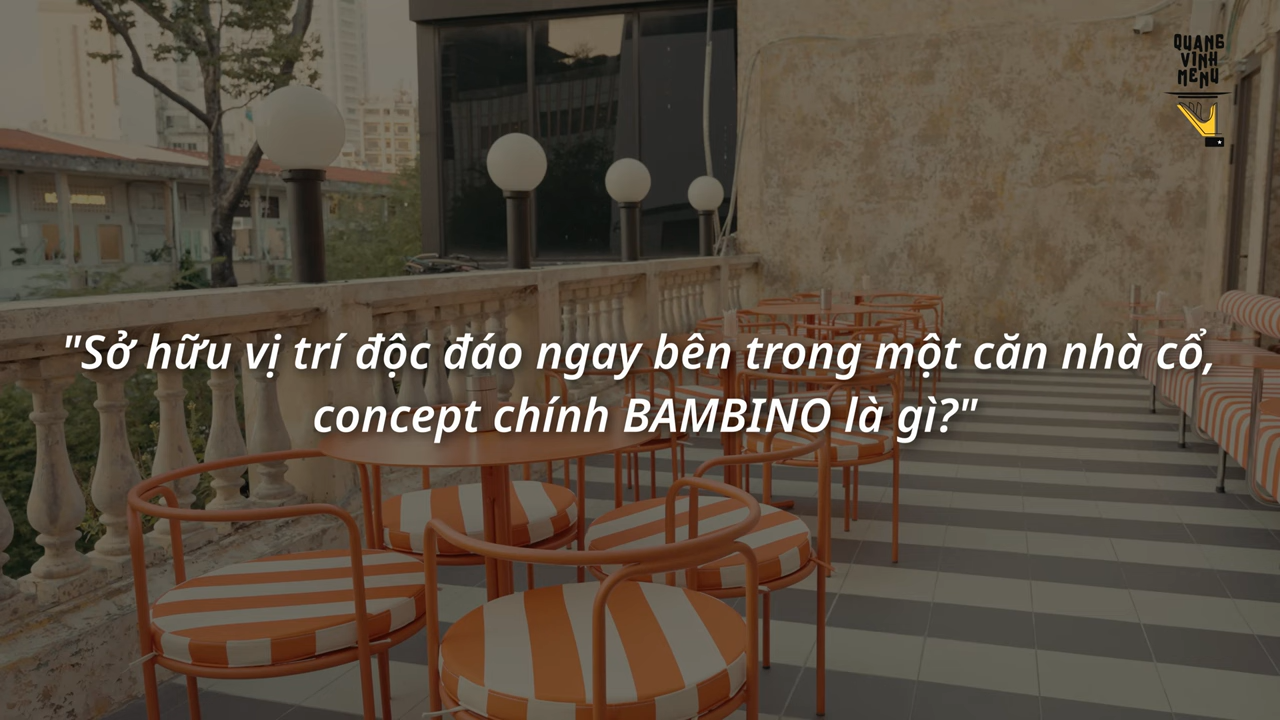 QUANG
VINH
MENU
"Sở hữu vị trí độc đáo ngay bên trong một căn nhà cổ,
concept chính BAMBINO là gì?"